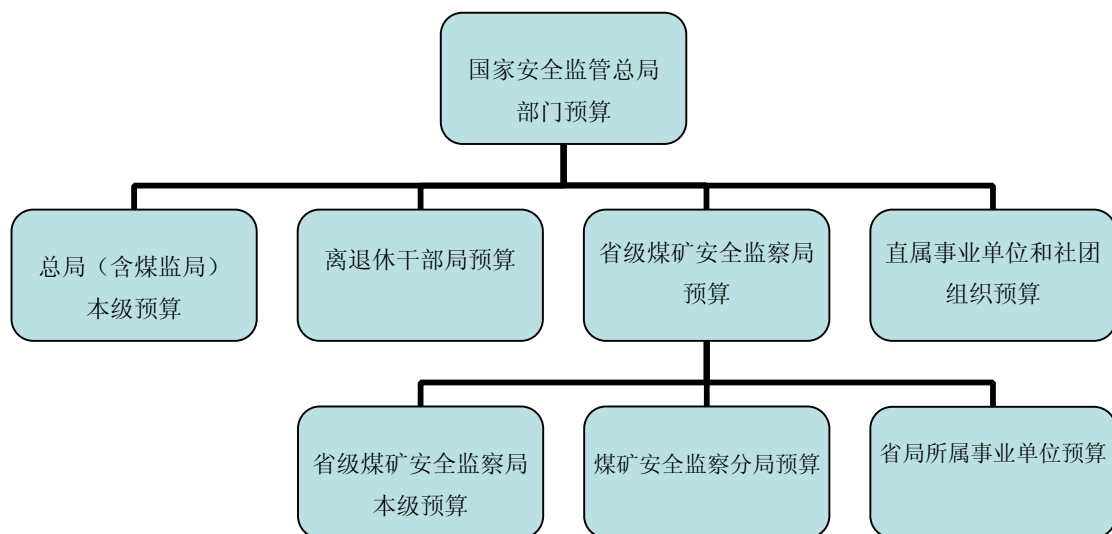 国家安全监管总局
部门预算
总局（含煤监局）
本级预算
离退休干部局预算
省级煤矿安全监察局
预算
直属事业单位和社团
组织预算
省级煤矿安全监察局
本级预算
煤矿安全监察分局预算
省局所属事业单位预算